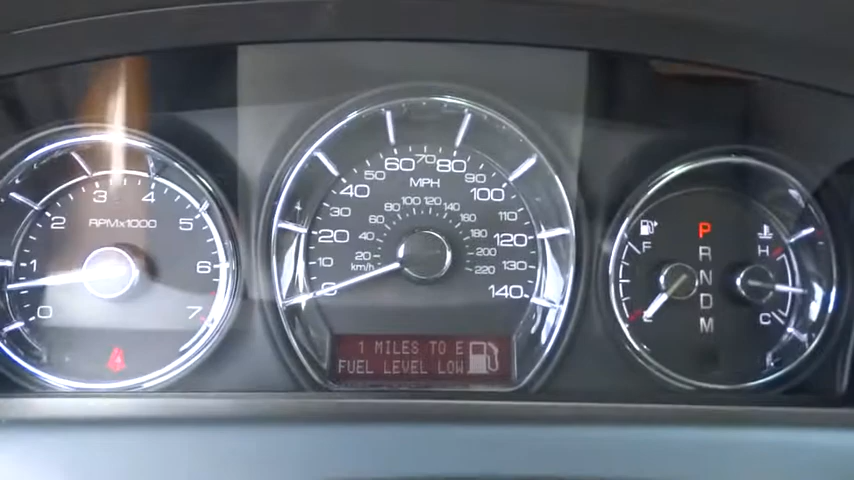 0 1 2 3 4 5 6 7
RPMx1000
0 10 20 30 40 50 60 70 80 90 100 110 120 130 140
MPH
20 40 60 80 100 120 140 160 180 200 220
km/h
1 MILES TO E
FUEL LEVEL LOW
F
E
P
R
N
D
M
H
C